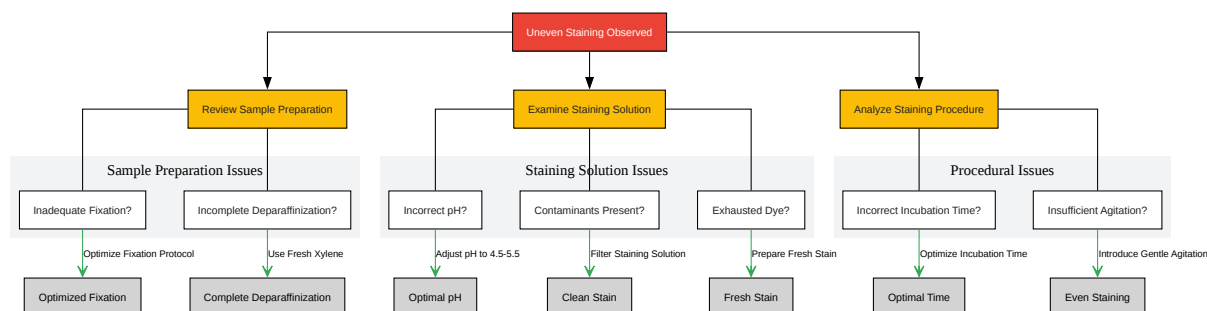 Uneven Staining Observed
Review Sample Preparation
Examine Staining Solution
Analyze Staining Procedure
Sample Preparation Issues
Staining Solution Issues
Procedural Issues
Inadequate Fixation?
Incomplete Deparaffinization?
Incorrect pH?
Contaminants Present?
Exhausted Dye?
Incorrect Incubation Time?
Insufficient Agitation?
Optimize Fixation Protocol
Use Fresh Xylene
Adjust pH to 4.5-5.5
Filter Staining Solution
Prepare Fresh Stain
Optimize Incubation Time
Introduce Gentle Agitation
Optimized Fixation
Complete Deparaffinization
Optimal pH
Clean Stain
Fresh Stain
Optimal Time
Even Staining